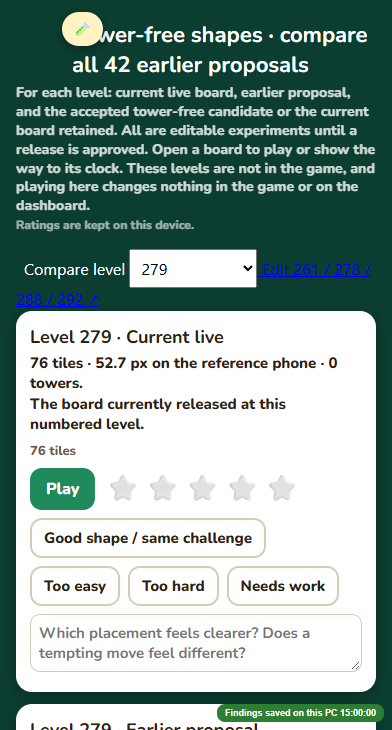 wer-free shapes · compare
all 42 earlier proposals
For each level: current live board, earlier proposal,
and the accepted tower-free candidate or the current
board retained. All are editable experiments until a
release is approved. Open a board to play or show the
way to its clock. These levels are not in the game, and
playing here changes nothing in the game or on the
dashboard.
Ratings are kept on this device.
Compare level 279 Edit 261 / 278 /
288 / 292 ↗
Level 279 · Current live
76 tiles · 52.7 px on the reference phone · 0
towers.
The board currently released at this
numbered level.
76 tiles
Play
Good shape / same challenge
Too easy Too hard Needs work
Which placement feels clearer? Does a
tempting move feel different?
Findings saved on this PC 15:00:00
Level 279 · Earlier proposal